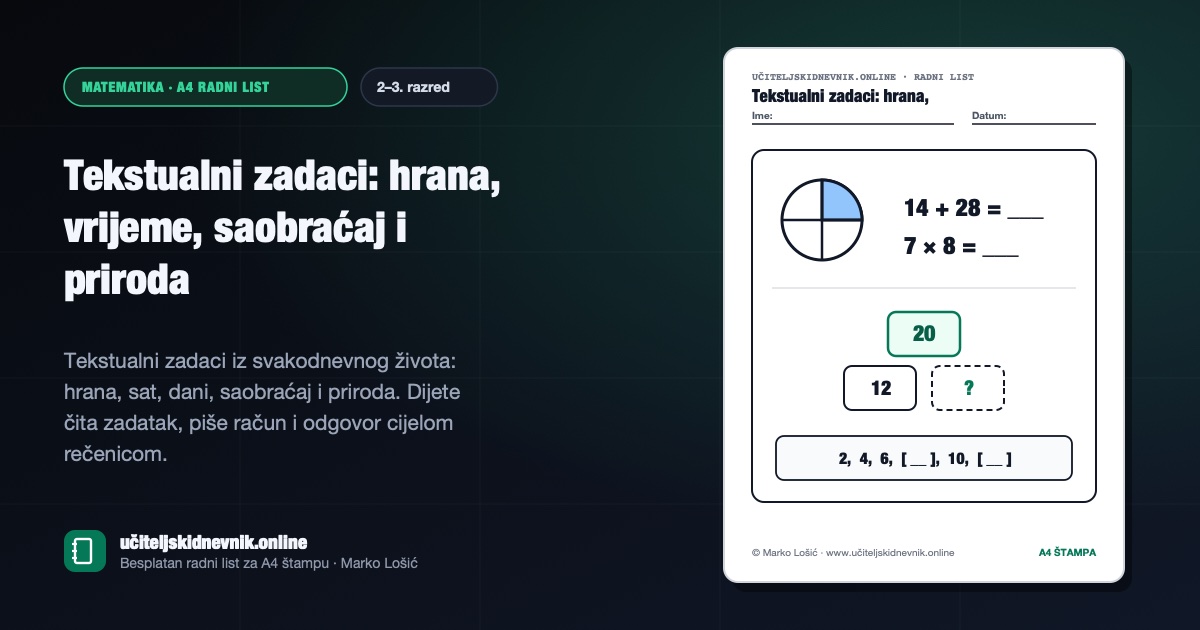 MATEMATIKA · A4 RADNI LIST
2–3. razred
Tekstualni zadaci: hrana,
vrijeme, saobraćaj i
priroda
Tekstualni zadaci iz svakodnevnog života:
hrana, sat, dani, saobraćaj i priroda. Dijete
čita zadatak, piše račun i odgovor cijelom
rečenicom.
učiteljskidnevnik.online
Besplatan radni list za A4 štampu · Marko Lošić
UČITELJSKIDNEVNIK.ONLINE · RADNI LIST
Tekstualni zadaci: hrana,
Ime:
Datum:
14 + 28 = ___
7 × 8 = ___
20
12
?
2, 4, 6, [ __ ], 10, [ __ ]
© Marko Lošić · www.učiteljskidnevnik.online
A4 ŠTAMPA